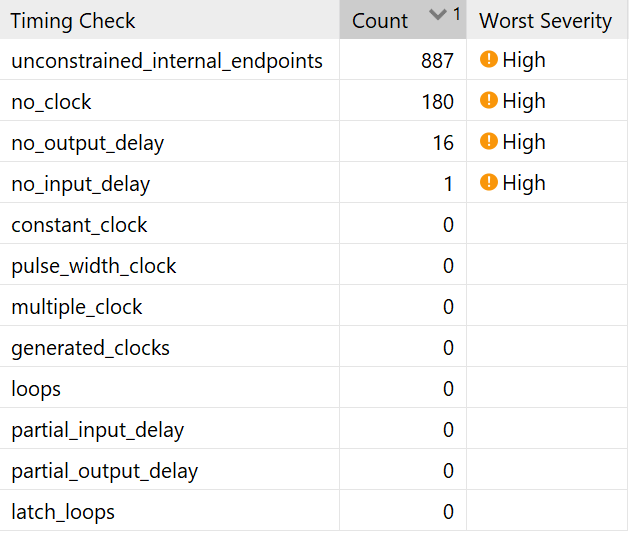 Timing Check Count 1 Worst Severity
unconstrained_internal_endpoints 887 High
no_clock 180 High
no_output_delay 16 High
no_input_delay 1 High
constant_clock 0
pulse_width_clock 0
multiple_clock 0
generated_clocks 0
loops 0
partial_input_delay 0
partial_output_delay 0
latch_loops 0